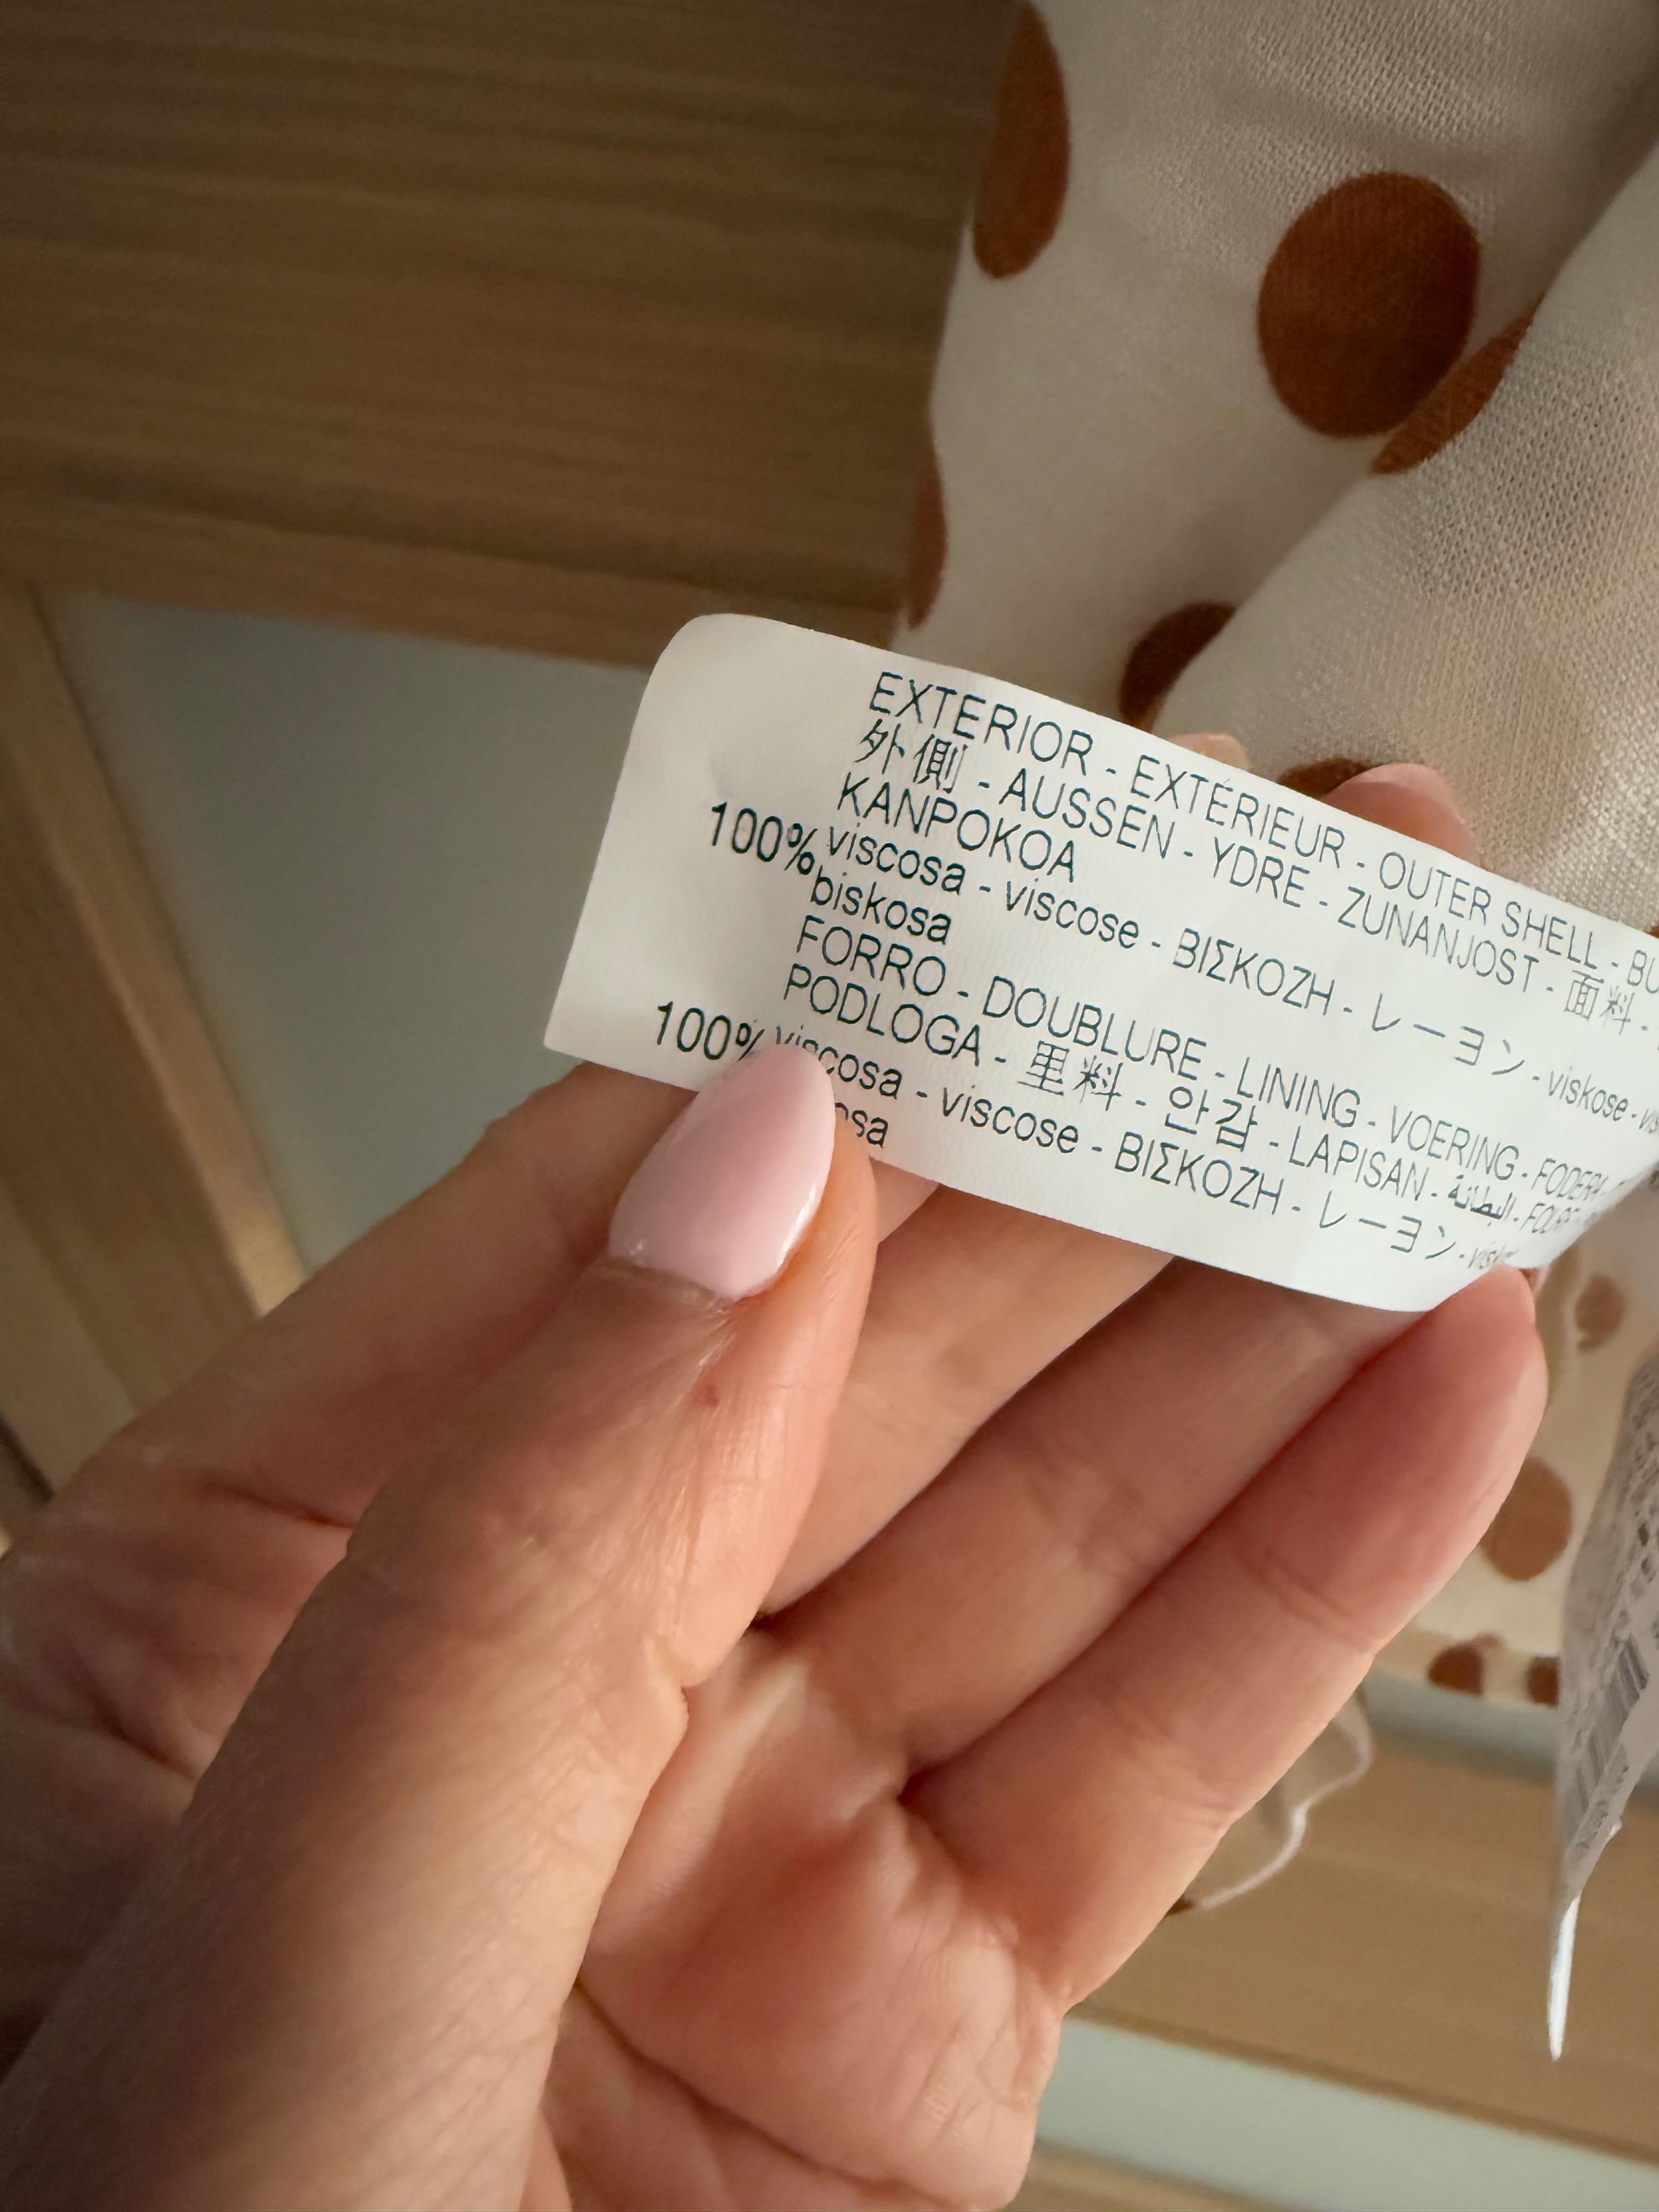 EXTERIOR - EXTÉRIEUR - OUTER SHELL -
外側 - AUSSEN - YDRE - ZUNANJOST - 面料 -
KANPOKOA
100% viscosa - viscose - ΒΙΣΚΟΖΗ - レーヨン - viskose -
biskosa
FORRO - DOUBLURE - LINING - VOERING - FODERA
PODLOGA - 里料 - 안감 - LAPISAN - البطانة -
100% viscosa - viscose - ΒΙΣΚΟΖΗ - レーヨン -